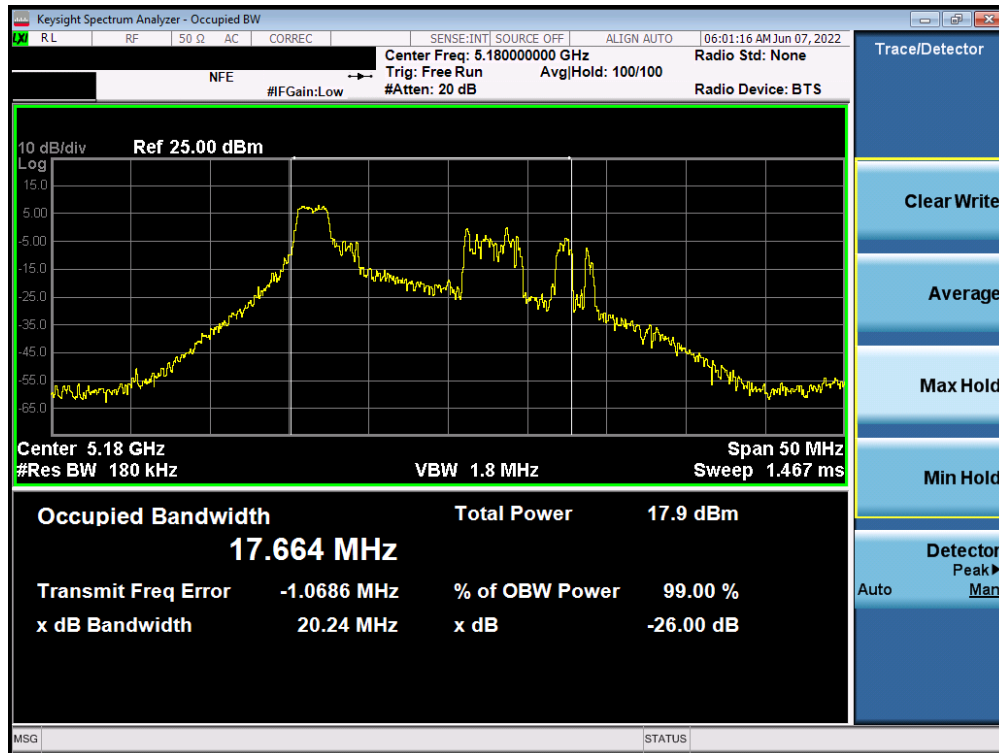 Keysight Spectrum Analyzer - Occupied BW
LXI RL RF 50 Ω AC CORREC SENSE:INT SOURCE OFF ALIGN AUTO 06:01:16 AM Jun 07, 2022
Center Freq: 5.180000000 GHz Radio Std: None
NFE Trig: Free Run Avg|Hold: 100/100
#IFGain:Low #Atten: 20 dB Radio Device: BTS
10 dB/div Ref 25.00 dBm
Log
15.0
5.00
-5.00
-15.0
-25.0
-35.0
-45.0
-55.0
-65.0
Center 5.18 GHz Span 50 MHz
#Res BW 180 kHz VBW 1.8 MHz Sweep 1.467 ms
Occupied Bandwidth Total Power 17.9 dBm
17.664 MHz
Transmit Freq Error -1.0686 MHz % of OBW Power 99.00 %
x dB Bandwidth 20.24 MHz x dB -26.00 dB
MSG STATUS
Trace/Detector
Clear Write
Average
Max Hold
Min Hold
Detector
Peak▶
Auto Man